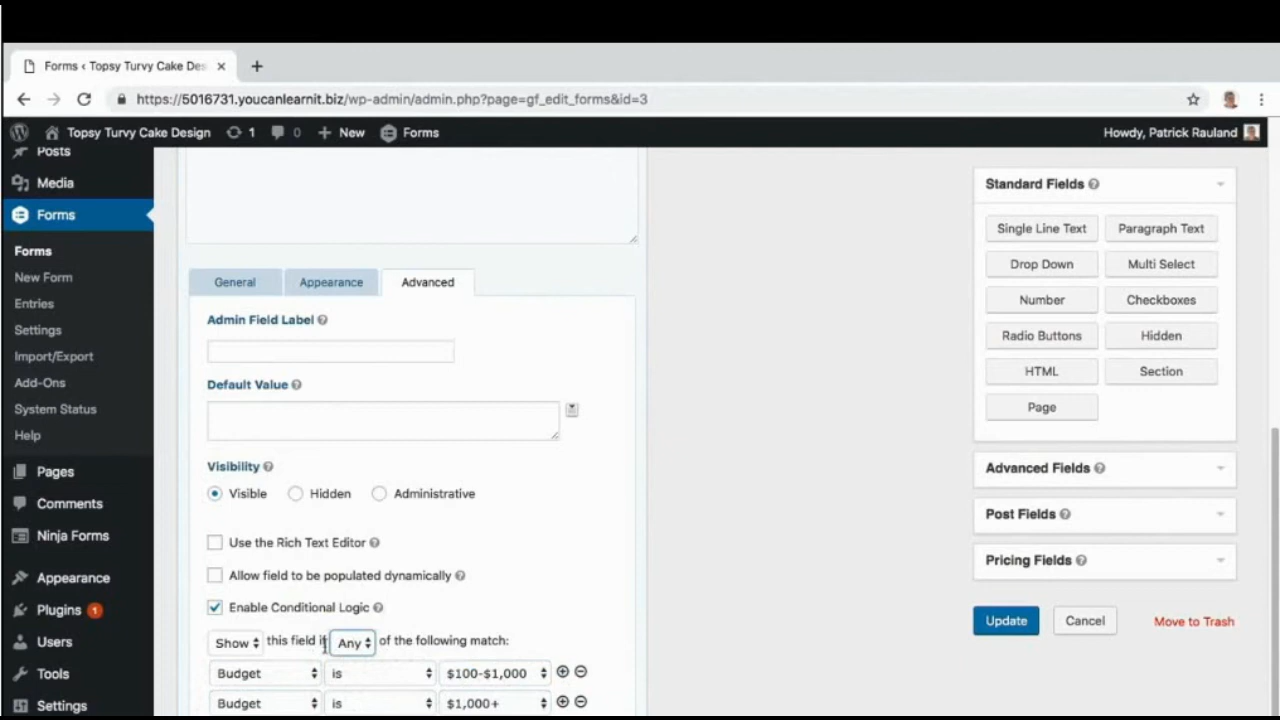 Forms ‹ Topsy Turvy Cake Des
https://5016731.youcanlearnit.biz/wp-admin/admin.php?page=gf_edit_forms&id=3
Topsy Turvy Cake Design 1 0 New Forms Howdy, Patrick Rauland
Posts
Media
Forms
Forms
New Form
Entries
Settings
Import/Export
Add-Ons
System Status
Help
Pages
Comments
Ninja Forms
Appearance
Plugins 1
Users
Tools
Settings
General Appearance Advanced
Admin Field Label
Default Value
Visibility
Visible Hidden Administrative
Use the Rich Text Editor
Allow field to be populated dynamically
Enable Conditional Logic
Show this field if Any of the following match:
Budget is $100-$1,000
Budget is $1,000+
Standard Fields
Single Line Text Paragraph Text
Drop Down Multi Select
Number Checkboxes
Radio Buttons Hidden
HTML Section
Page
Advanced Fields
Post Fields
Pricing Fields
Update Cancel Move to Trash